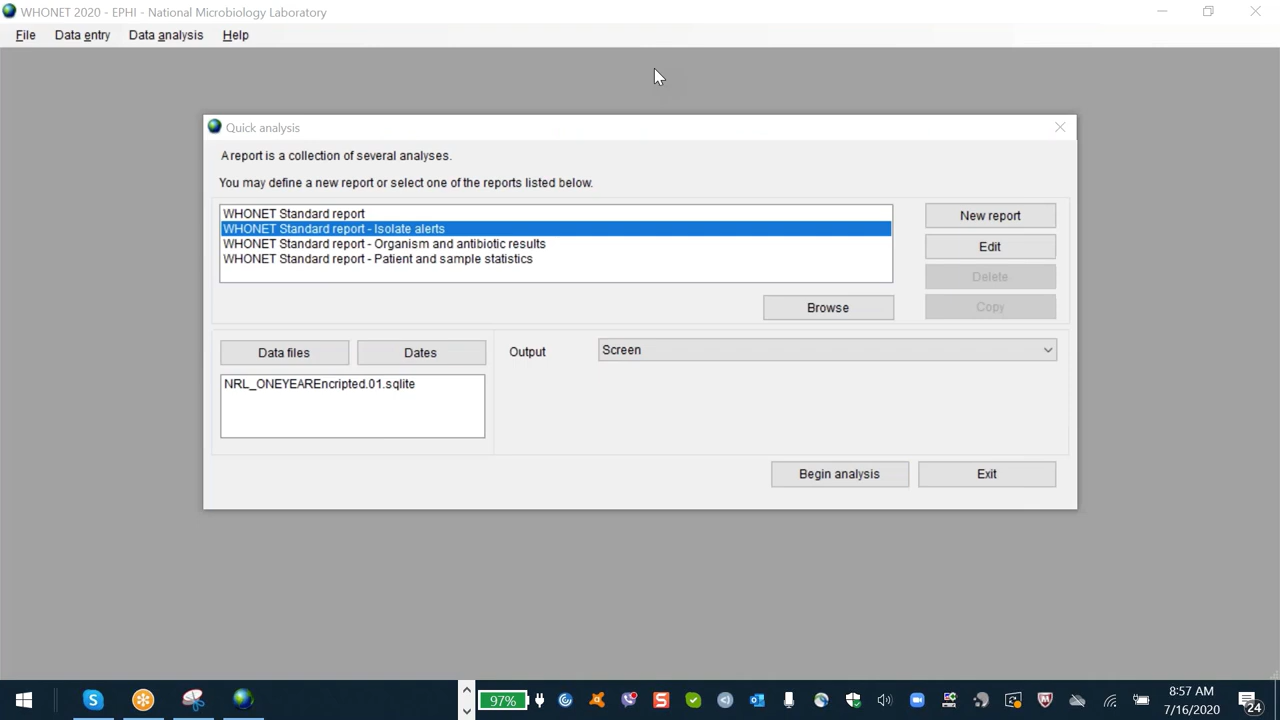 WHONET 2020 - EPHI - National Microbiology Laboratory
File Data entry Data analysis Help
Quick analysis
A report is a collection of several analyses.
You may define a new report or select one of the reports listed below.
WHONET Standard report
WHONET Standard report - Isolate alerts
WHONET Standard report - Organism and antibiotic results
WHONET Standard report - Patient and sample statistics
New report
Edit
Delete
Copy
Browse
Data files Dates Output Screen
NRL_ONEYEAREncripted.01.sqlite
Begin analysis Exit
97%
8:57 AM
7/16/2020
24